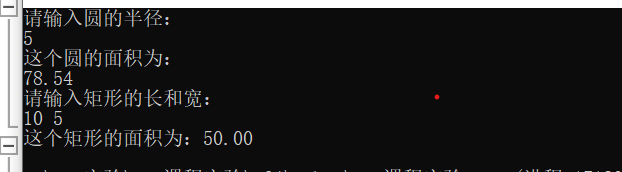 请输入圆的半径：
5
这个圆的面积为：
78.54
请输入矩形的长和宽：
10 5
这个矩形的面积为：50.00